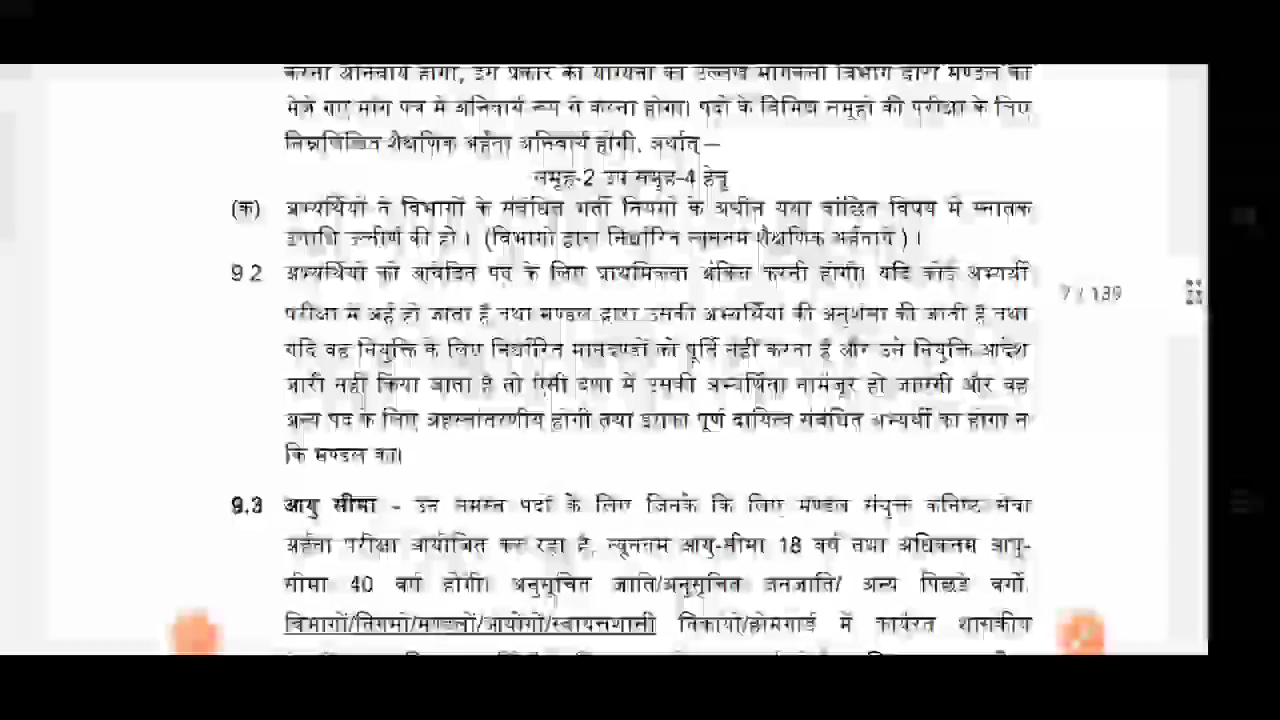 करना अनिवार्य होगा, इस प्रकार की योग्यता का उल्लेख मांगकर्ता विभाग द्वारा मण्डल को
भेजे गए मांग पत्र में अनिवार्य रूप से करना होगा। पदों के विभिन्न समूहों की परीक्षा के लिए
निम्नलिखित शैक्षणिक अर्हता अनिवार्य होगी, अर्थात्—
समूह-2 उप समूह-4 हेतु
(क) अभ्यर्थियों ने विभागों के संबंधित भर्ती नियमों के अधीन यथा वांछित विषय में स्नातक
उपाधि उत्तीर्ण की हो। (विभागों द्वारा निर्धारित न्यूनतम शैक्षणिक अर्हतायें)।
9.2 अभ्यर्थियों को आवेदित पद के लिए प्राथमिकता अंकित करनी होगी। यदि कोई अभ्यर्थी
परीक्षा में अर्ह हो जाता है तथा मण्डल द्वारा उसकी अभ्यर्थिता की अनुशंसा की जाती है तथा
यदि वह नियुक्ति के लिए निर्धारित मानदण्डों को पूर्ति नहीं करता है और उसे नियुक्ति आदेश
जारी नहीं किया जाता है तो ऐसी दशा में उसकी अभ्यर्थिता नामंजूर हो जाएगी और वह
अन्य पद के लिए अहस्तांतरणीय होगी तथा इसका पूर्ण दायित्व संबंधित अभ्यर्थी का होगा न
कि मण्डल का।
7 / 139
9.3 आयु सीमा - उन समस्त पदों के लिए जिनके कि लिए मण्डल संयुक्त कनिष्ट सेवा
अर्हता परीक्षा आयोजित कर रहा है, न्यूनतम आयु-सीमा 18 वर्ष तथा अधिकतम आयु-
सीमा 40 वर्ष होगी। अनुसूचित जाति/अनुसूचित जनजाति/ अन्य पिछड़े वर्गो,
विभागों/निगमों/मण्डलों/आयोगों/स्वायत्तशासी निकायों/होमगार्ड में कार्यरत शासकीय